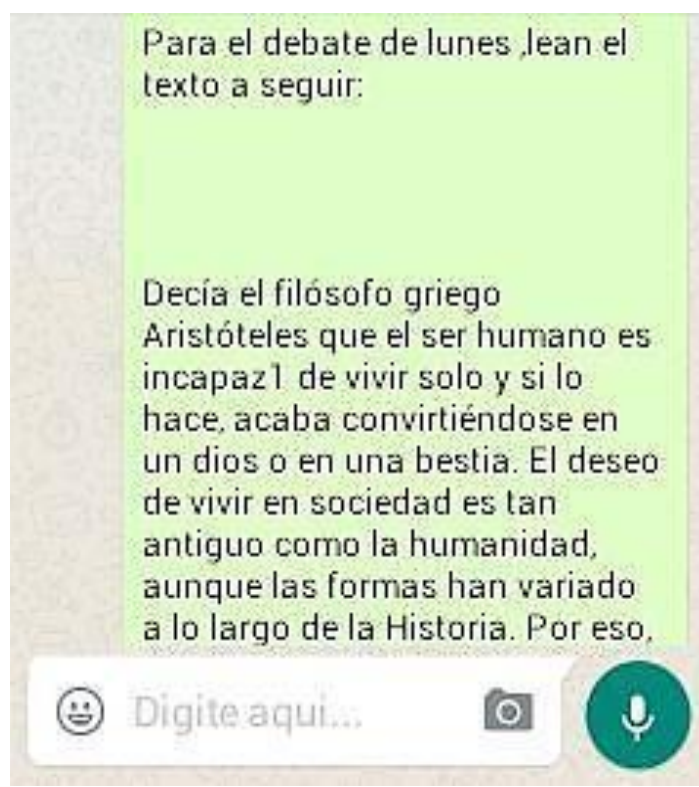 Para el debate de lunes ,lean el
texto a seguir:
Decía el filósofo griego
Aristóteles que el ser humano es
incapaz1 de vivir solo y si lo
hace, acaba convirtiéndose en
un dios o en una bestia. El deseo
de vivir en sociedad es tan
antiguo como la humanidad,
aunque las formas han variado
a lo largo de la Historia. Por eso,
Digite aqui...